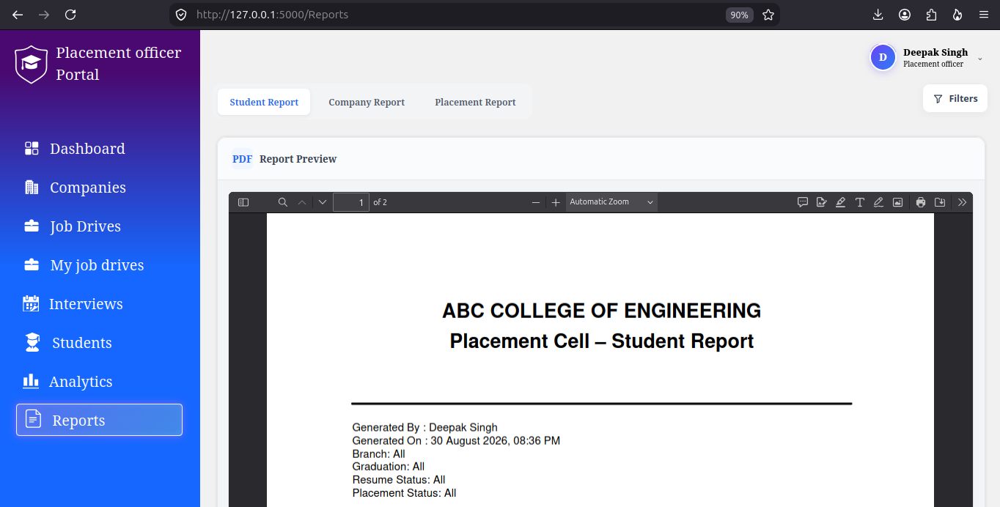 http://127.0.0.1:5000/Reports
90%
Placement officer
Portal
D
Deepak Singh
Placement officer
Student Report
Company Report
Placement Report
Filters
Dashboard
Companies
Job Drives
My job drives
Interviews
Students
Analytics
Reports
PDF Report Preview
1 of 2
Automatic Zoom
ABC COLLEGE OF ENGINEERING
Placement Cell – Student Report
Generated By : Deepak Singh
Generated On : 30 August 2026, 08:36 PM
Branch: All
Graduation: All
Resume Status: All
Placement Status: All